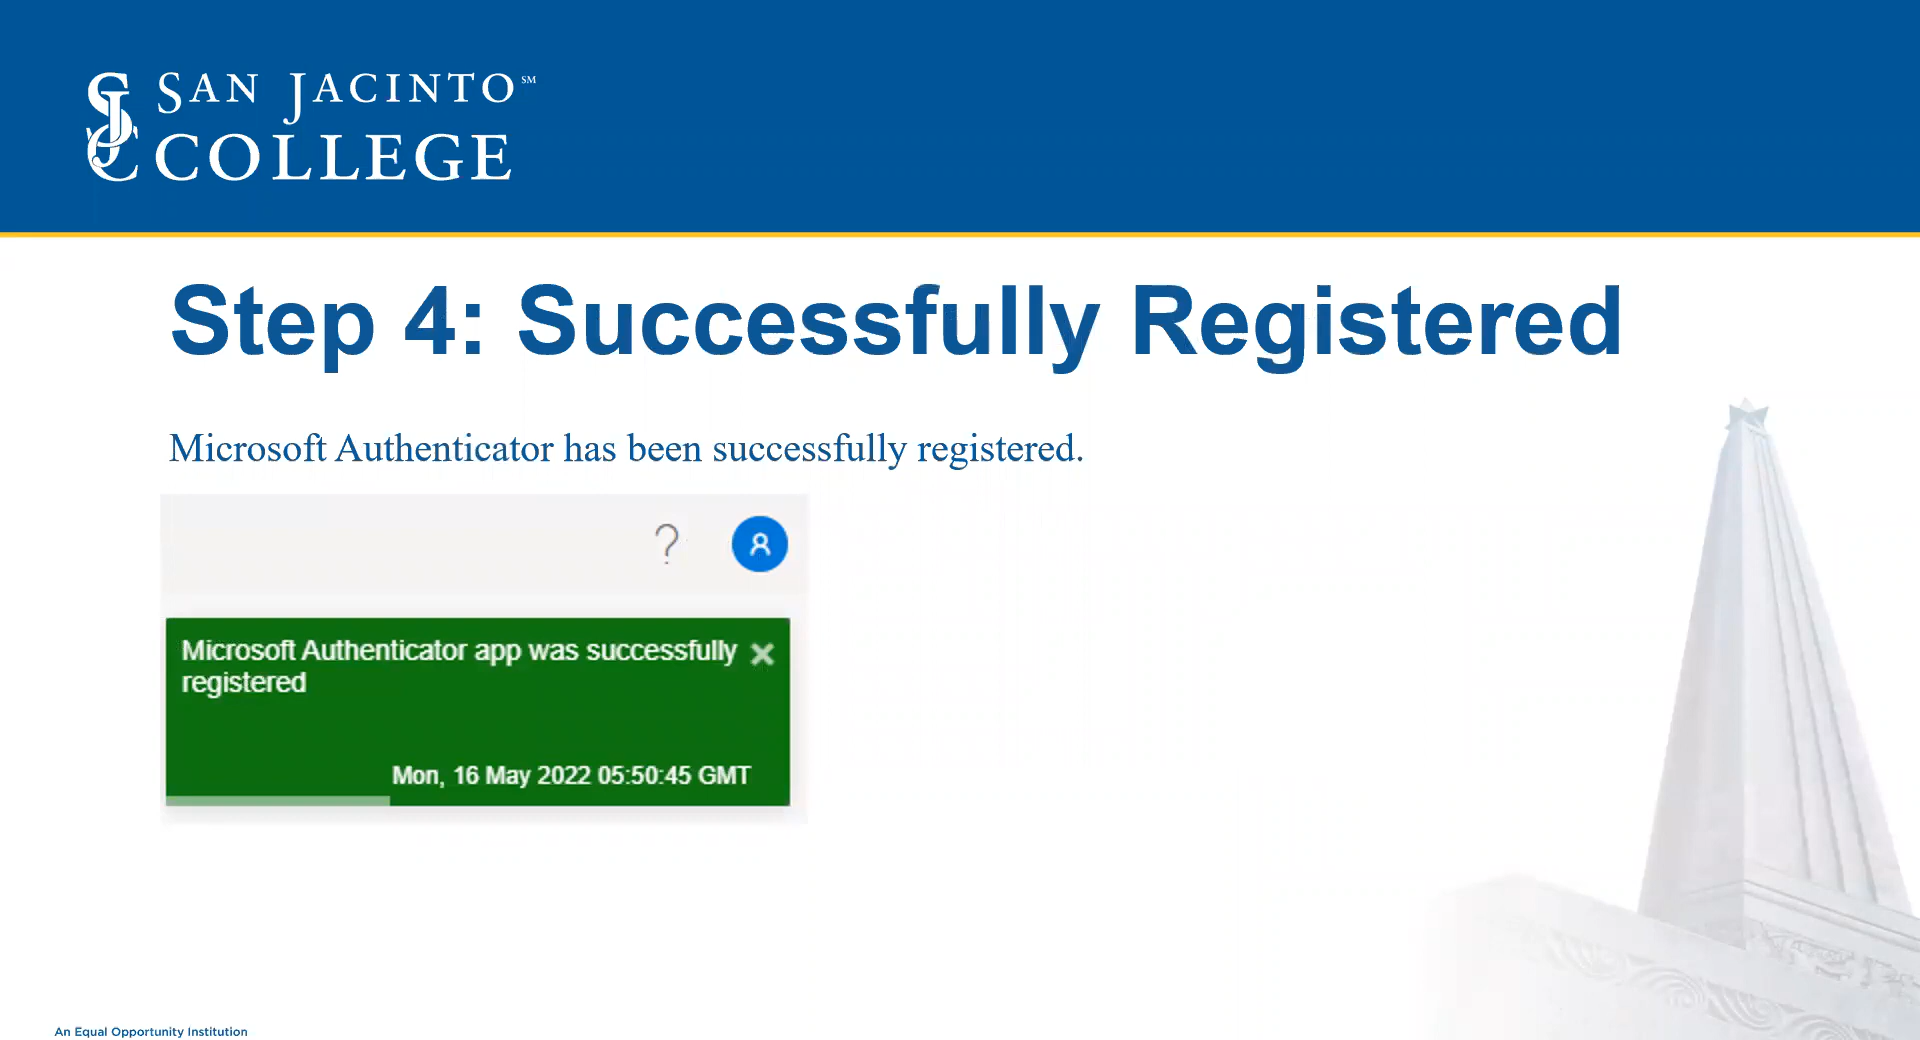 SAN JACINTO℠
COLLEGE
Step 4: Successfully Registered
Microsoft Authenticator has been successfully registered.
?
Microsoft Authenticator app was successfully
registered
Mon, 16 May 2022 05:50:45 GMT
An Equal Opportunity Institution